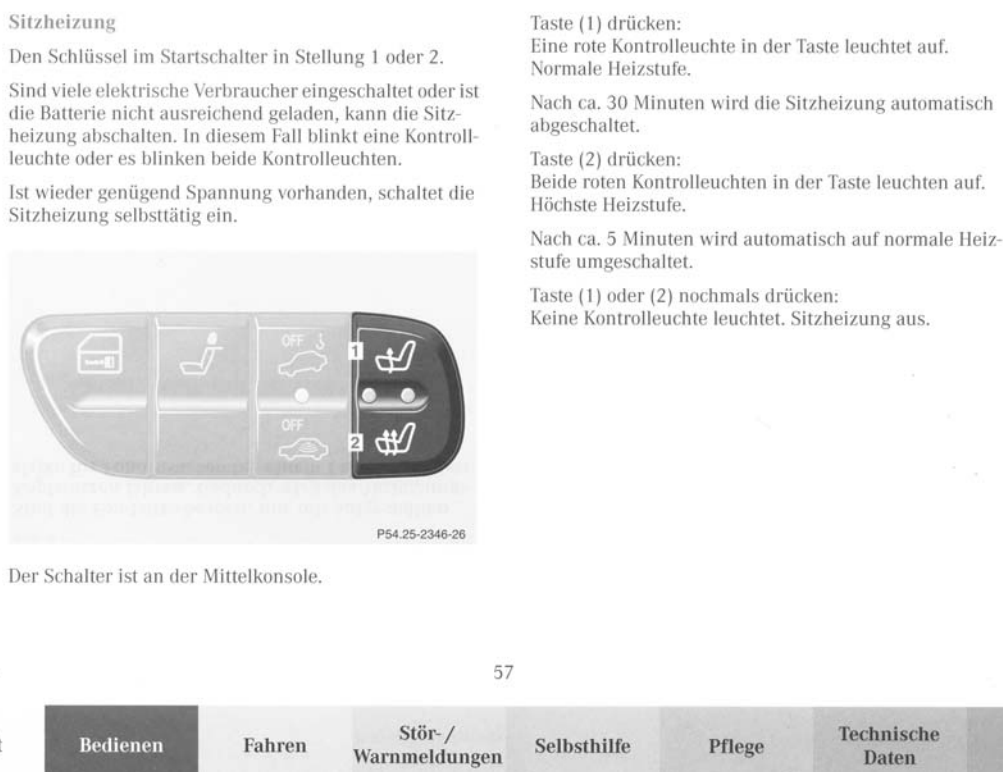 Sitzheizung
Den Schlüssel im Startschalter in Stellung 1 oder 2.
Sind viele elektrische Verbraucher eingeschaltet oder ist
die Batterie nicht ausreichend geladen, kann die Sitz-
heizung abschalten. In diesem Fall blinkt eine Kontroll-
leuchte oder es blinken beide Kontrolleuchten.
Ist wieder genügend Spannung vorhanden, schaltet die
Sitzheizung selbsttätig ein.
OFF
1
OFF
2
P54.25-2346-26
Der Schalter ist an der Mittelkonsole.
Taste (1) drücken:
Eine rote Kontrolleuchte in der Taste leuchtet auf.
Normale Heizstufe.
Nach ca. 30 Minuten wird die Sitzheizung automatisch
abgeschaltet.
Taste (2) drücken:
Beide roten Kontrolleuchten in der Taste leuchten auf.
Höchste Heizstufe.
Nach ca. 5 Minuten wird automatisch auf normale Heiz-
stufe umgeschaltet.
Taste (1) oder (2) nochmals drücken:
Keine Kontrolleuchte leuchtet. Sitzheizung aus.
57
Bedienen
Fahren
Stör- /
Warnmeldungen
Selbsthilfe
Pflege
Technische
Daten